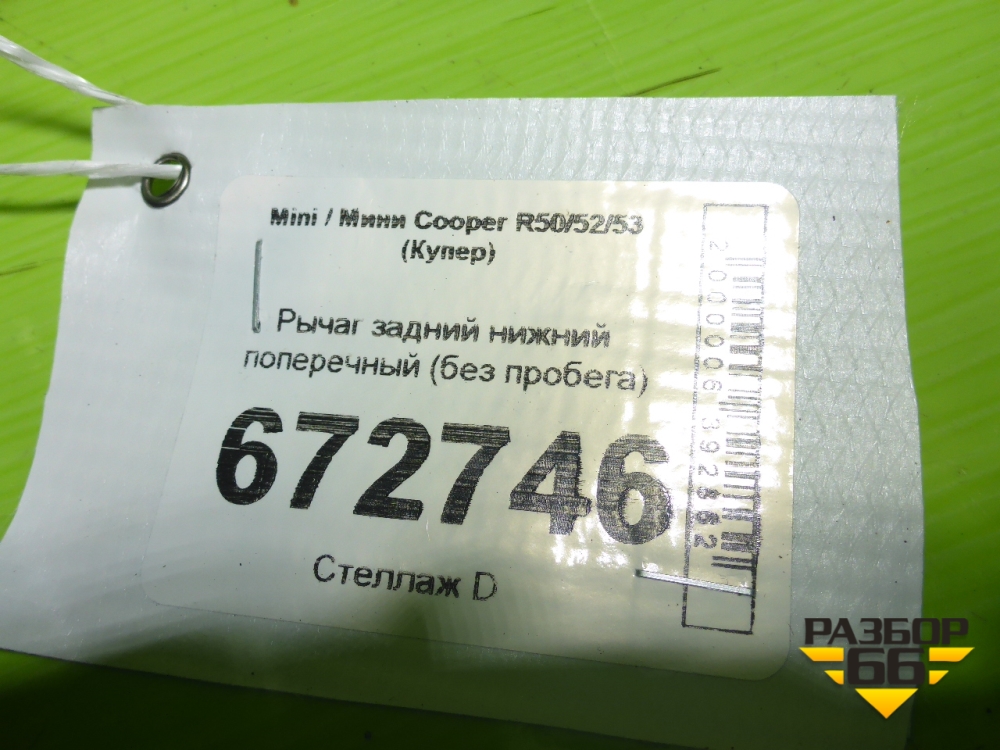 Mini / Мини Cooper R50/52/53
(Купер)
Рычаг задний нижний
поперечный (без пробега)
672746
Стеллаж D
2000006392862
РАЗБОР
66